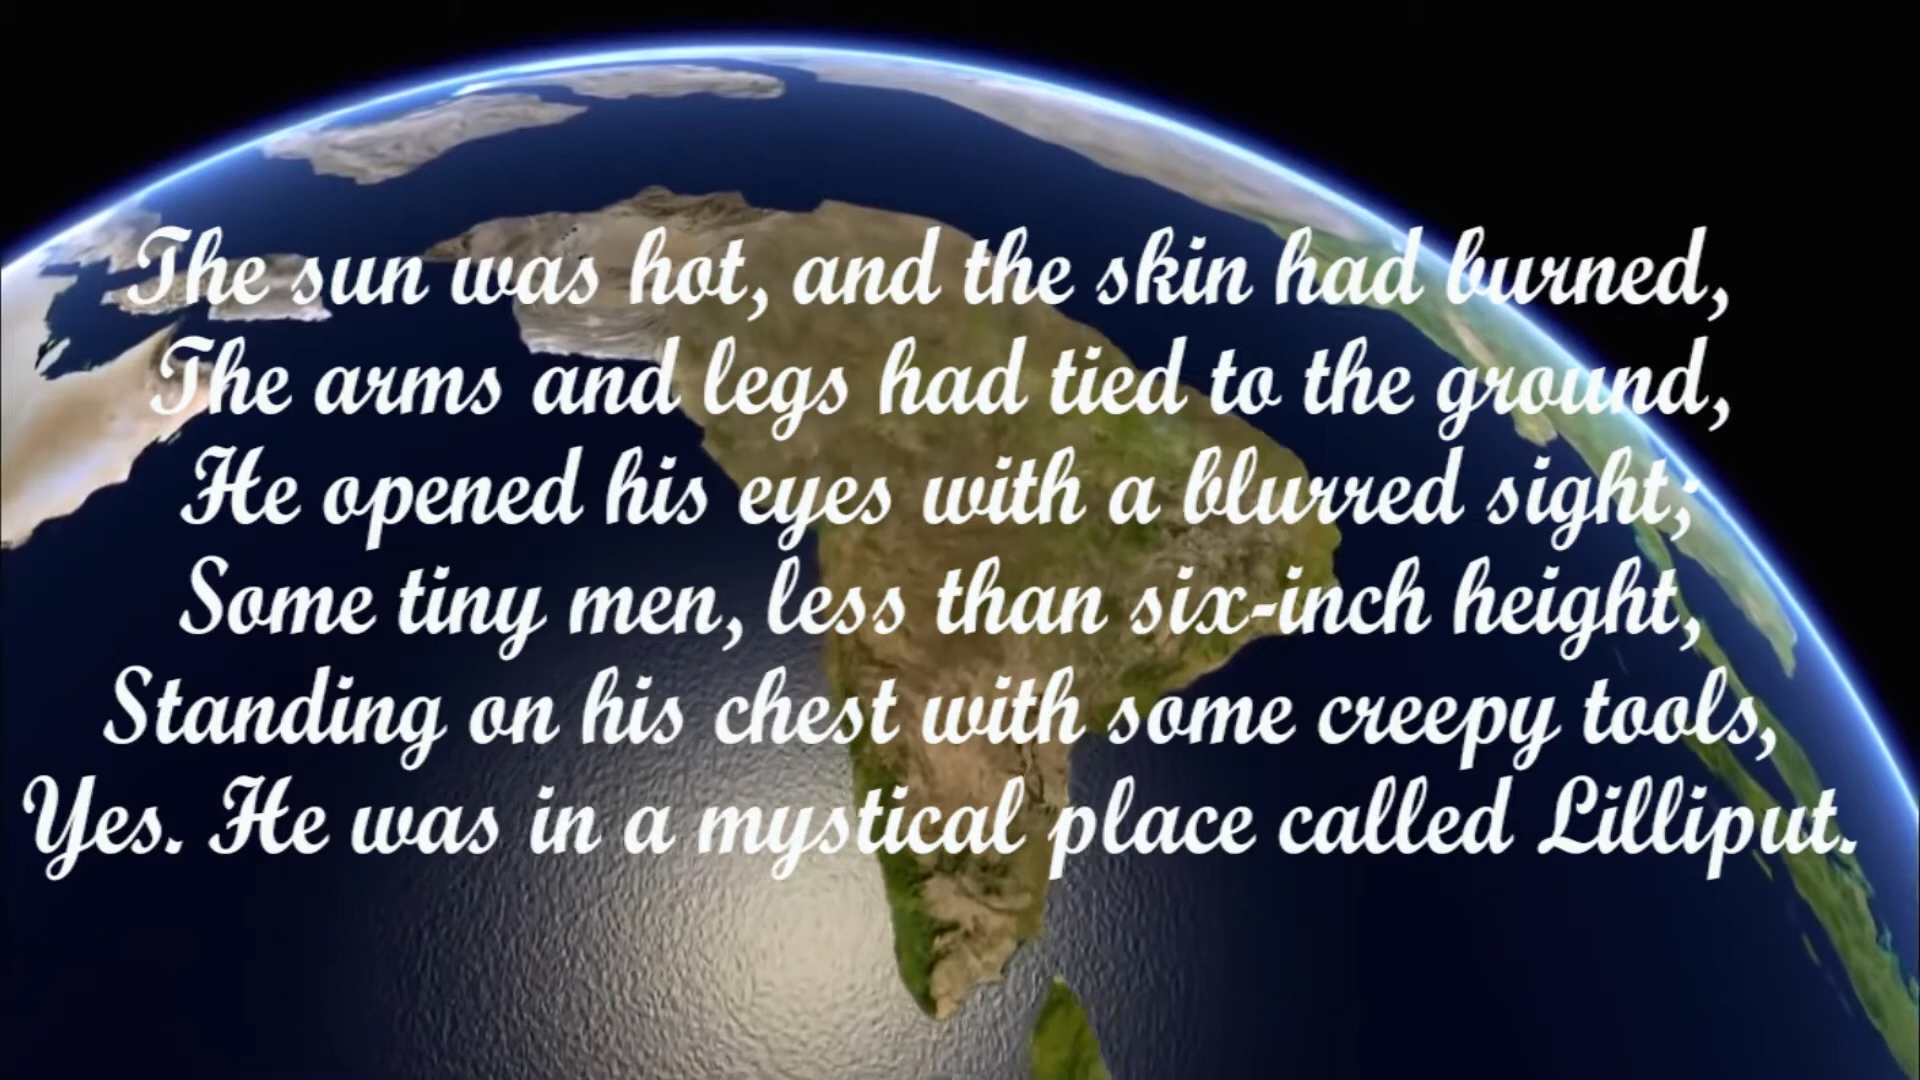 The sun was hot, and the skin had burned,
The arms and legs had tied to the ground,
He opened his eyes with a blurred sight;
Some tiny men, less than six-inch height,
Standing on his chest with some creepy tools,
Yes. He was in a mystical place called Lilliput.